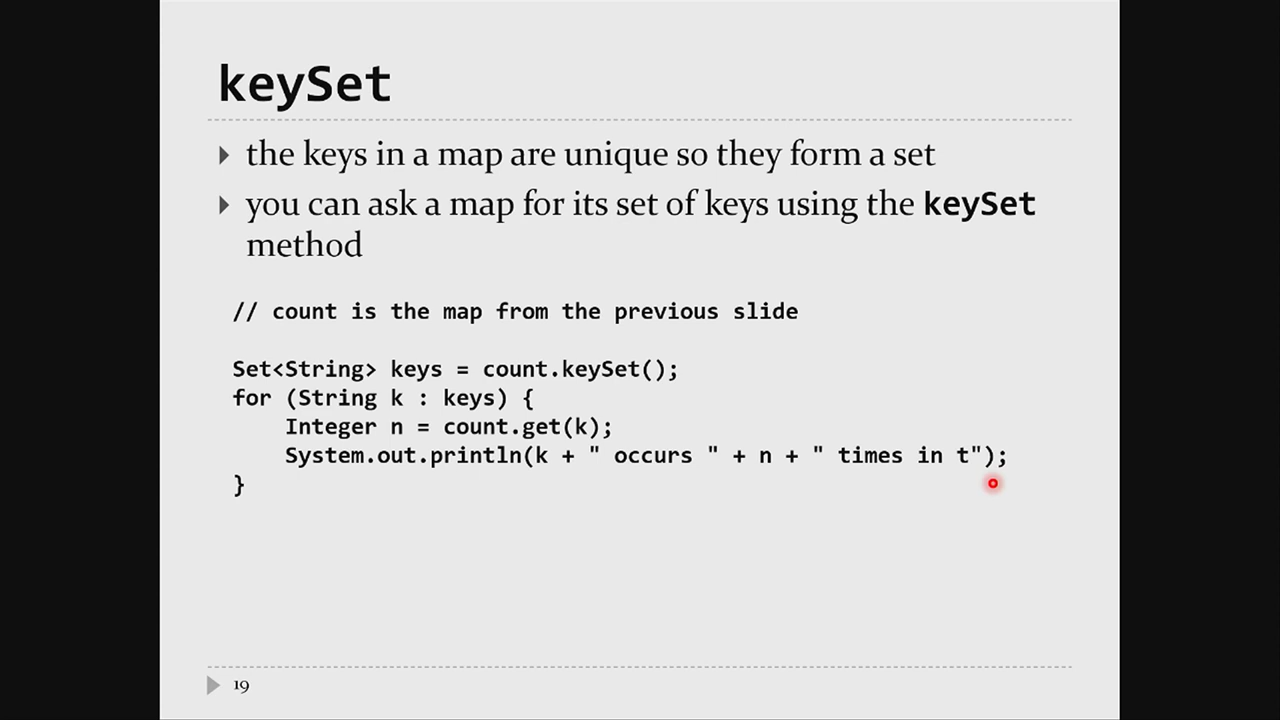 keySet
the keys in a map are unique so they form a set
you can ask a map for its set of keys using the keySet
method
// count is the map from the previous slide
Set<String> keys = count.keySet();
for (String k : keys) {
    Integer n = count.get(k);
    System.out.println(k + " occurs " + n + " times in t");
}
19